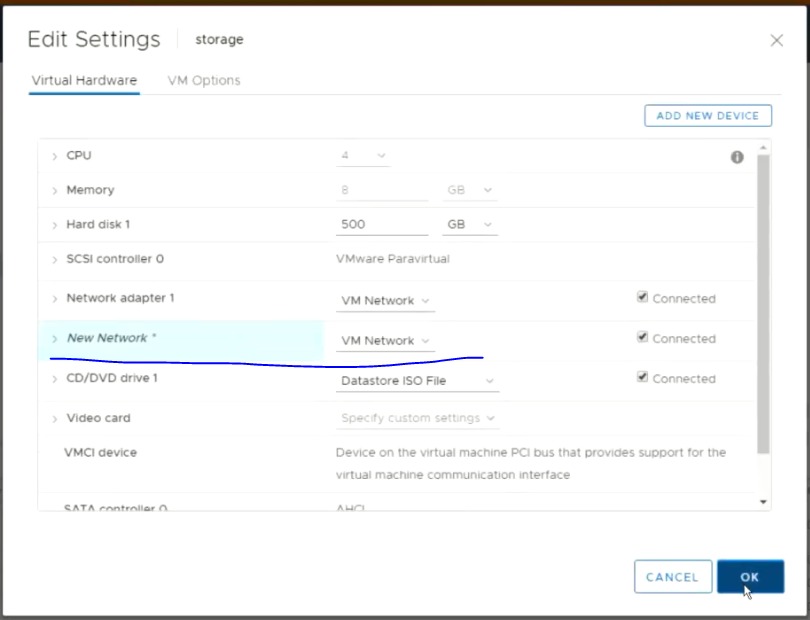 Edit Settings storage
Virtual Hardware VM Options
ADD NEW DEVICE
CPU 4
Memory 8 GB
Hard disk 1 500 GB
SCSI controller 0 VMware Paravirtual
Network adapter 1 VM Network Connected
New Network * VM Network Connected
CD/DVD drive 1 Datastore ISO File Connected
Video card Specify custom settings
VMCI device Device on the virtual machine PCI bus that provides support for the
virtual machine communication interface
SATA controller 0 AHCI
CANCEL OK